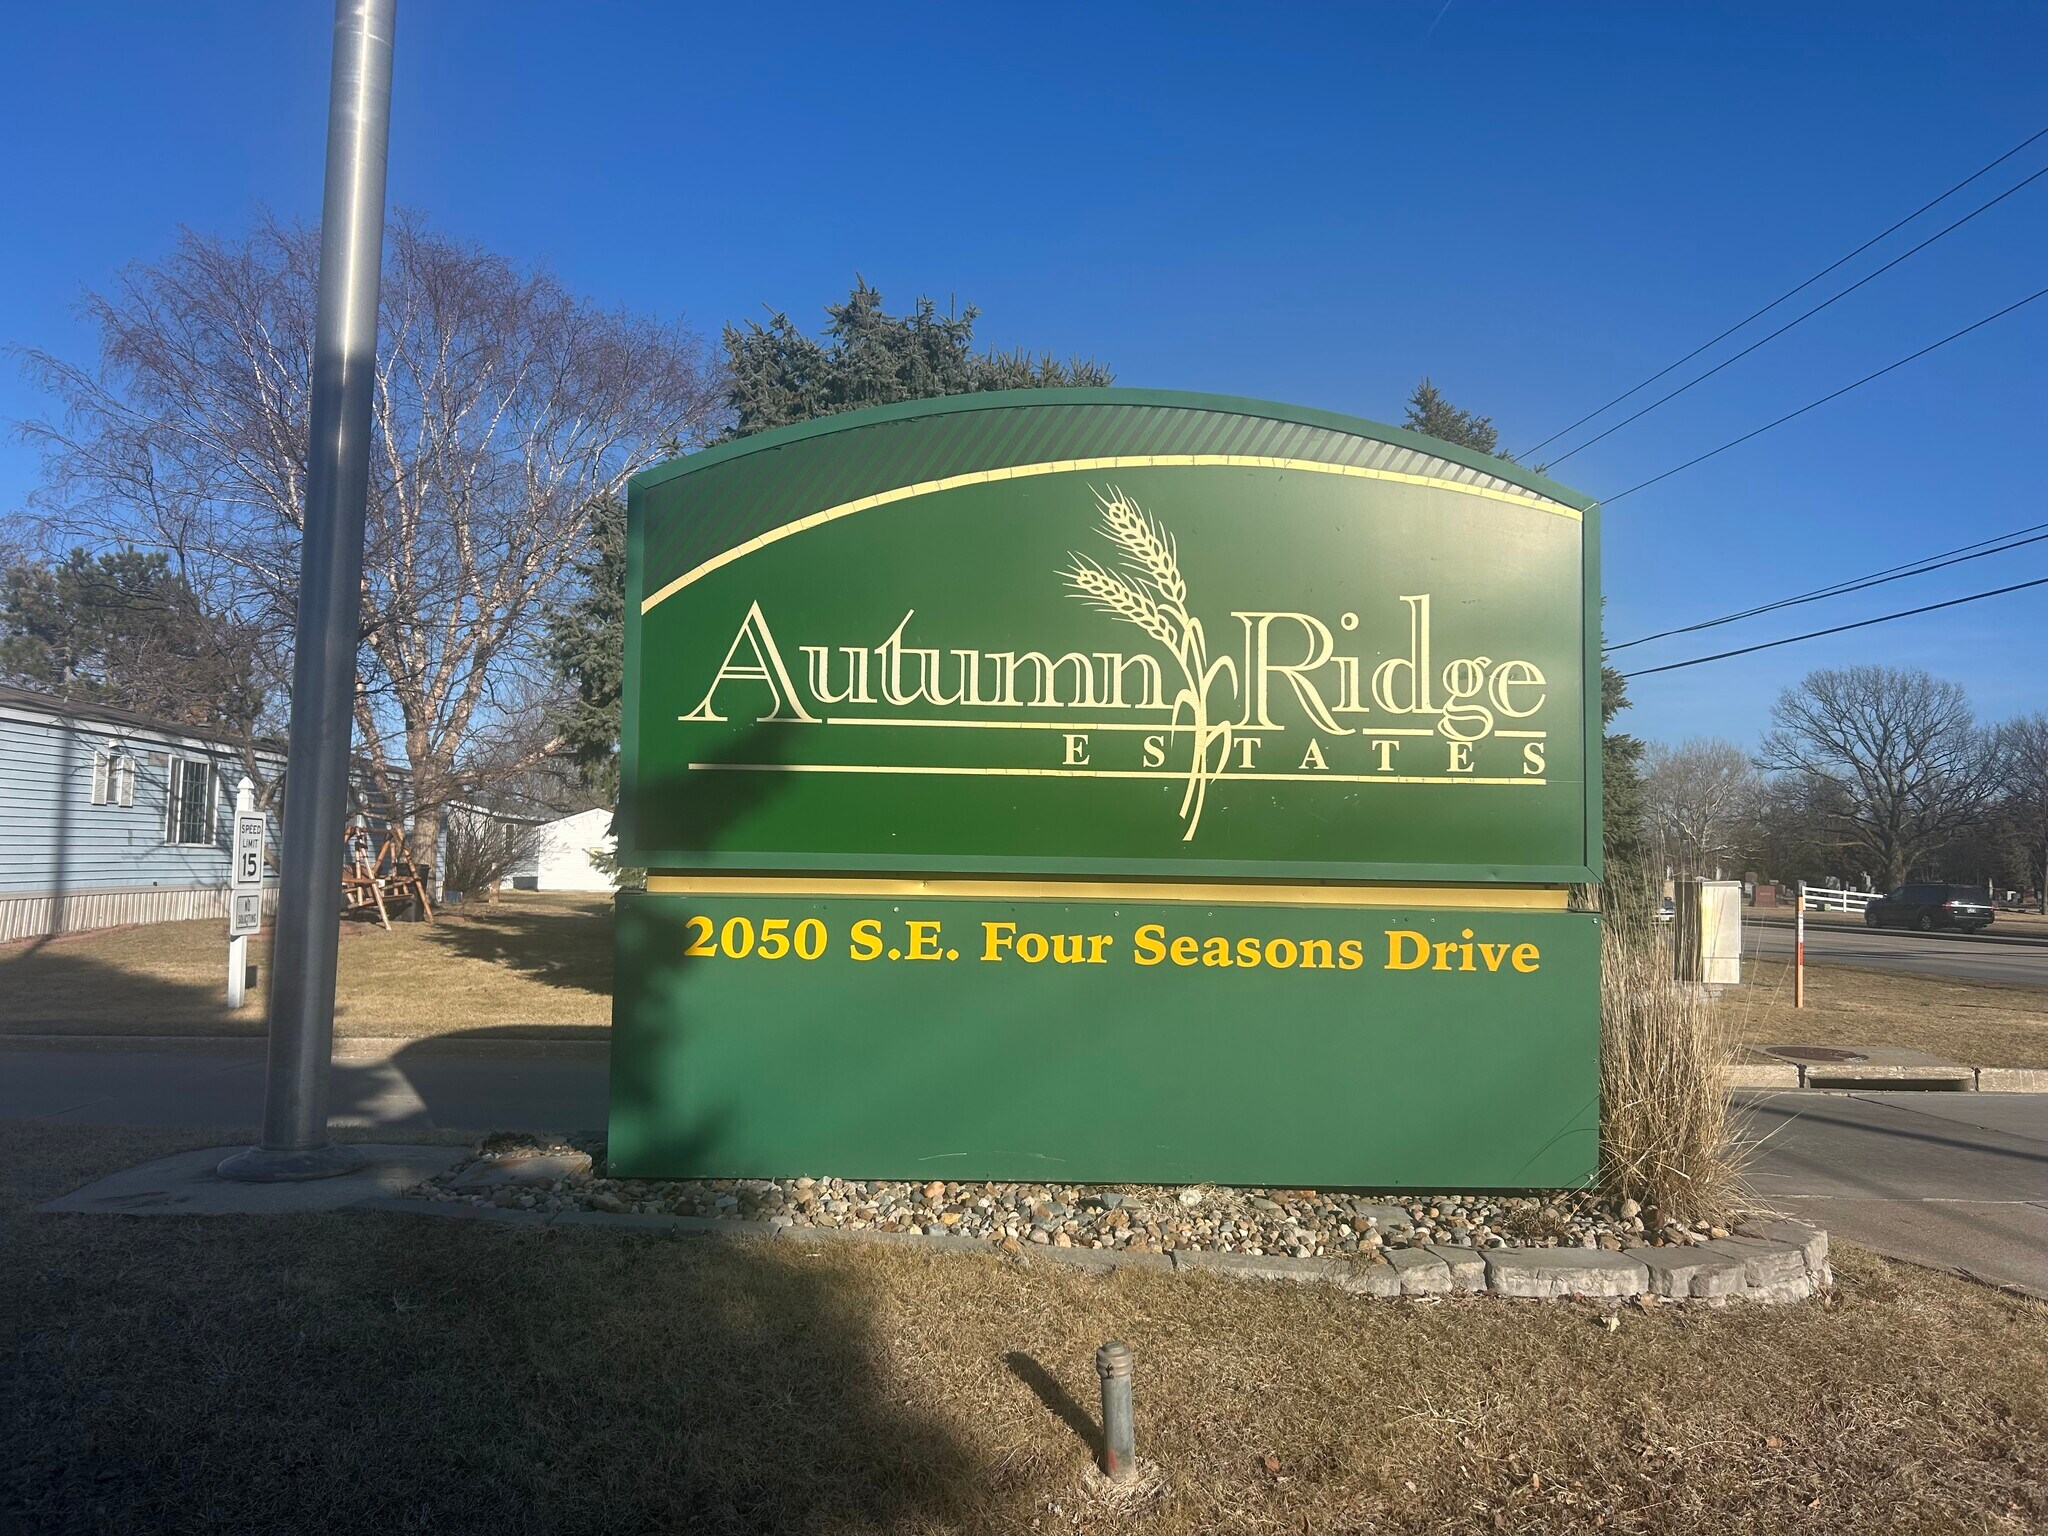 Autumn Ridge
ESTATES
2050 S.E. Four Seasons Drive
SPEED
LIMIT
15
NO
SOLICITING